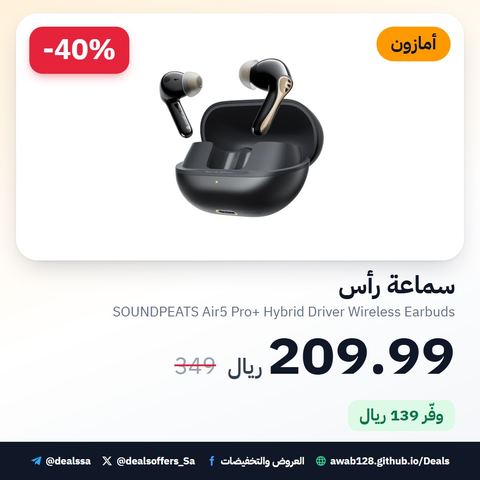 -40%
أمازون
سماعة رأس
SOUNDPEATS Air5 Pro+ Hybrid Driver Wireless Earbuds
209.99 ريال 349
وفّر 139 ريال
@dealssa @dealsoffers_Sa العروض والتخفيضات awab128.github.io/Deals